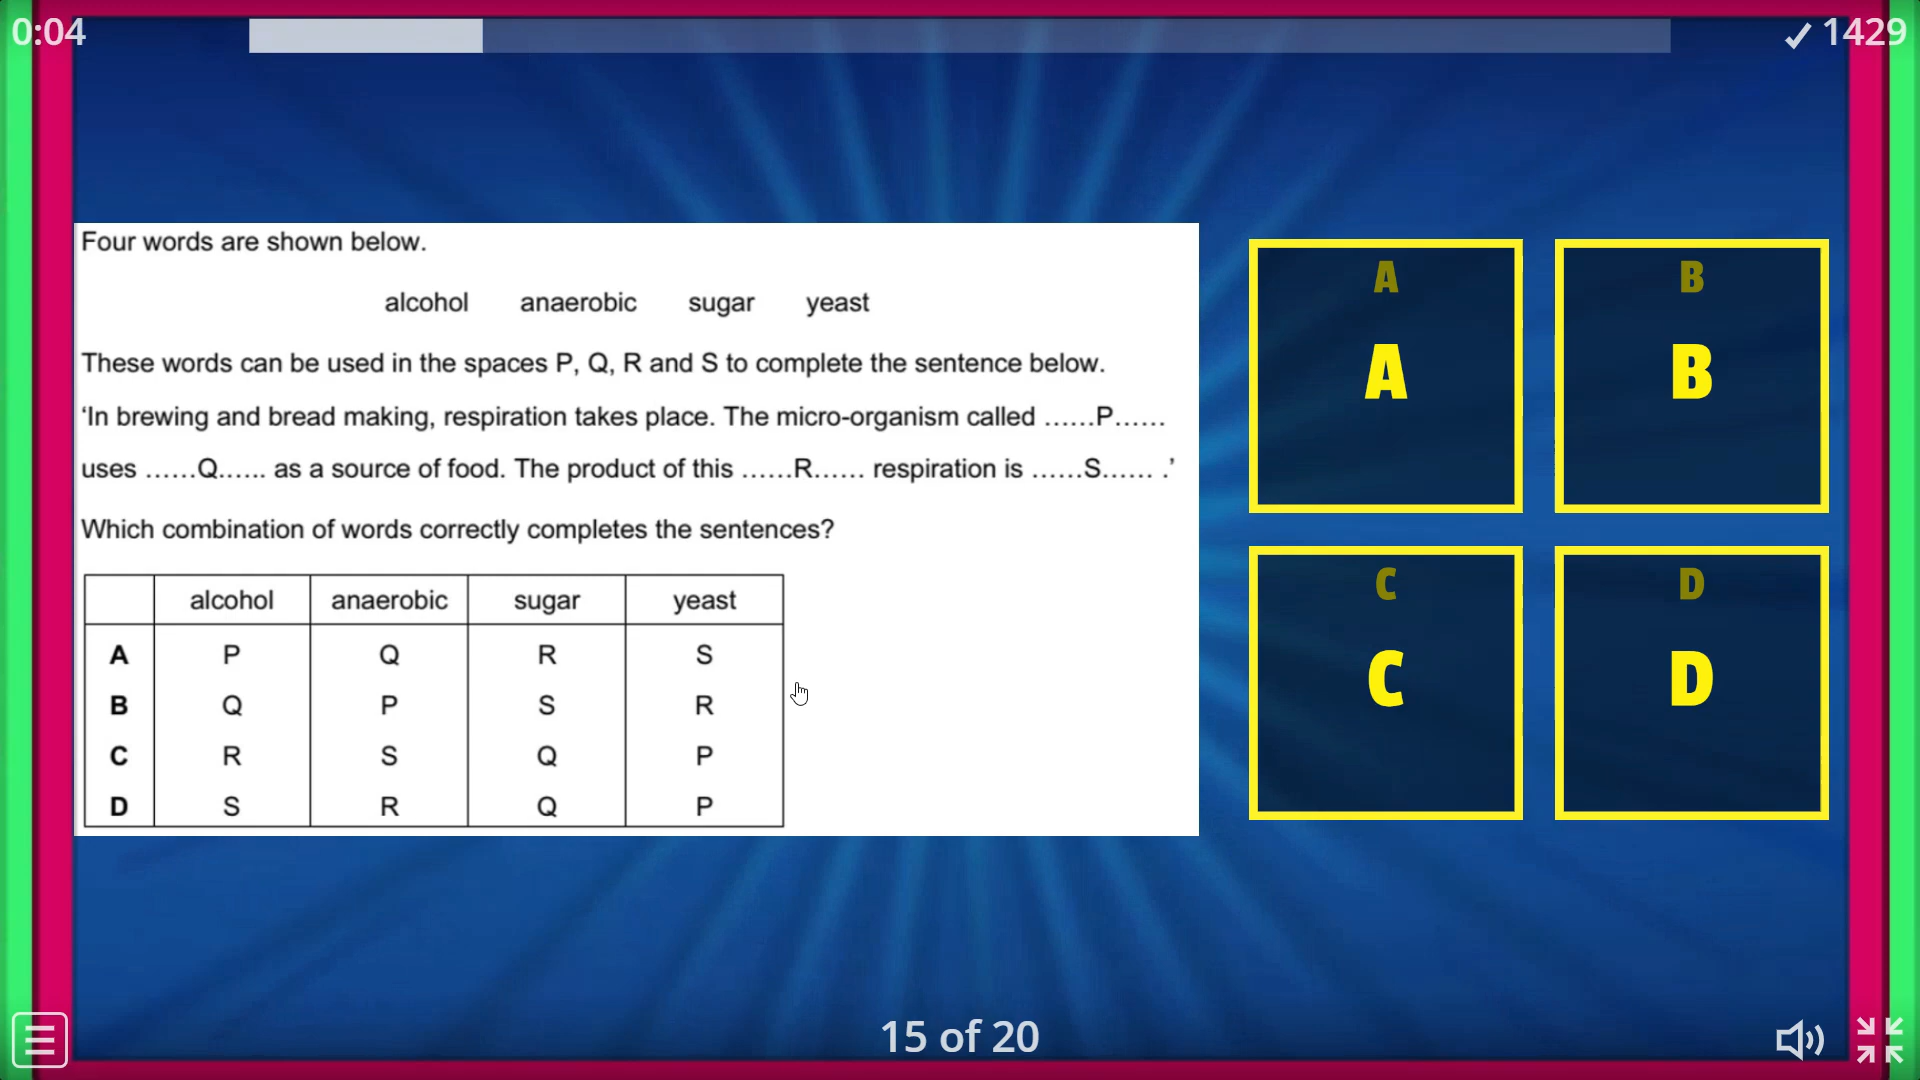 0:04
✓ 1429
Four words are shown below.
alcohol anaerobic sugar yeast
These words can be used in the spaces P, Q, R and S to complete the sentence below.
‘In brewing and bread making, respiration takes place. The micro-organism called ......P......
uses ......Q...... as a source of food. The product of this ......R...... respiration is ......S...... .’
Which combination of words correctly completes the sentences?
alcohol anaerobic sugar yeast
A P Q R S
B Q P S R
C R S Q P
D S R Q P
A
A
B
B
C
C
D
D
15 of 20